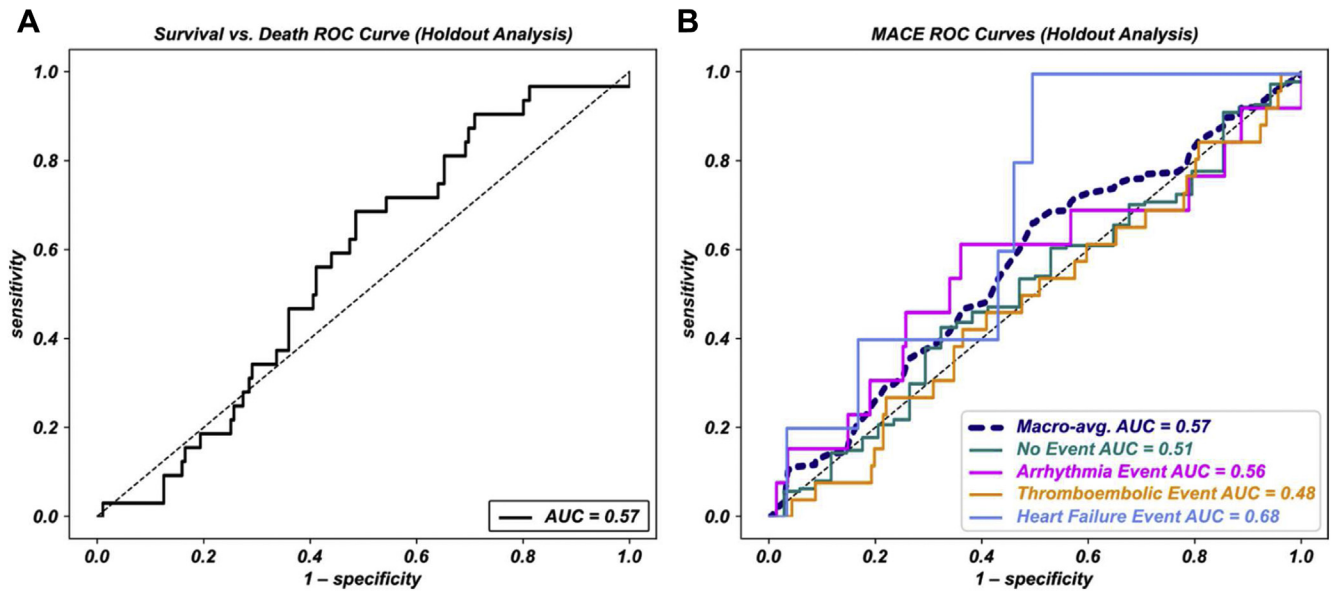 A
Survival vs. Death ROC Curve (Holdout Analysis)
sensitivity
1.0
0.8
0.6
0.4
0.2
0.0
0.0 0.2 0.4 0.6 0.8 1.0
1 – specificity
AUC = 0.57
B
MACE ROC Curves (Holdout Analysis)
sensitivity
1.0
0.8
0.6
0.4
0.2
0.0
0.0 0.2 0.4 0.6 0.8 1.0
1 – specificity
Macro-avg. AUC = 0.57
No Event AUC = 0.51
Arrhythmia Event AUC = 0.56
Thromboembolic Event AUC = 0.48
Heart Failure Event AUC = 0.68